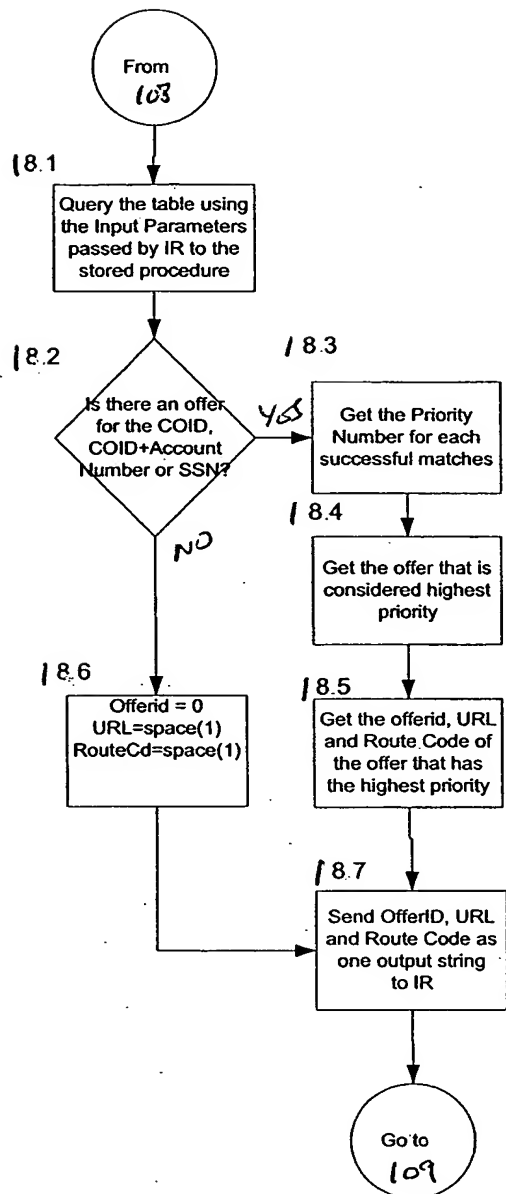 From
103
18.1
Query the table using
the Input Parameters
passed by IR to the
stored procedure
18.2
Is there an offer
for the COID,
COID+Account
Number or SSN?
YES
NO
18.3
Get the Priority
Number for each
successful matches
18.4
Get the offer that is
considered highest
priority
18.5
Get the offerid, URL
and Route Code of
the offer that has
the highest priority
18.6
Offerid = 0
URL=space(1)
RouteCd=space(1)
18.7
Send OfferID, URL
and Route Code as
one output string
to IR
Go to
109